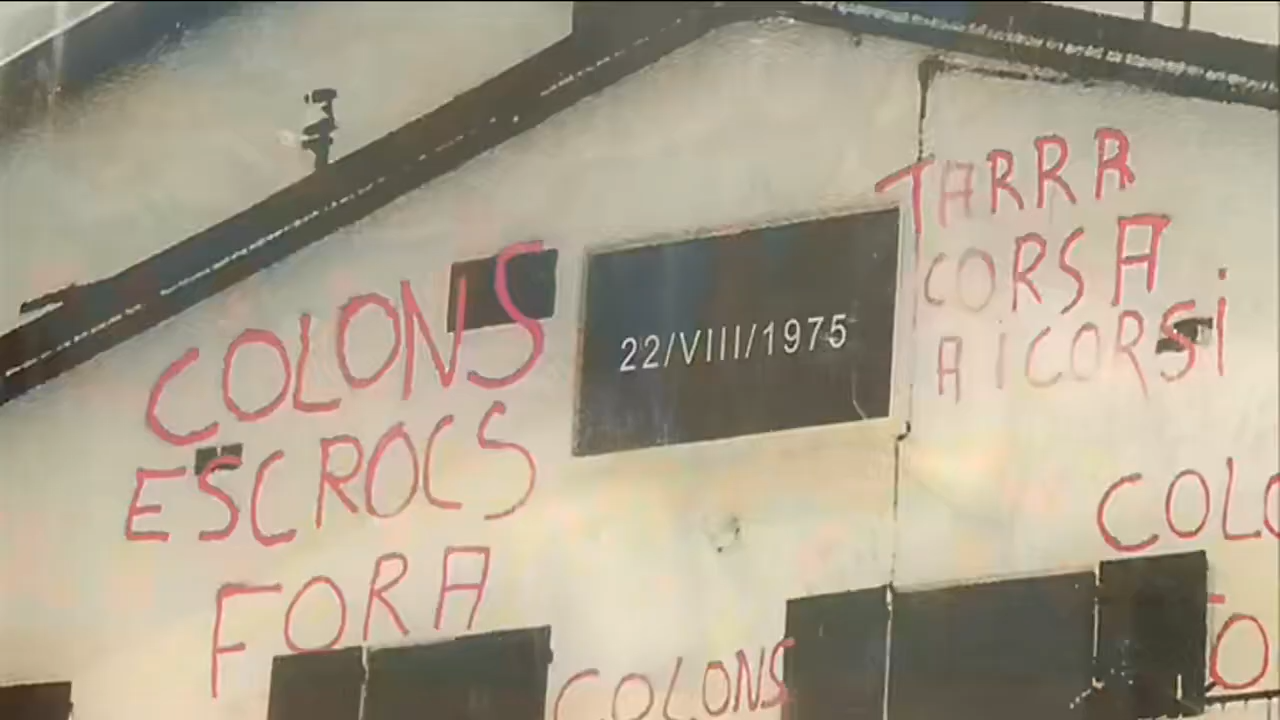 COLONS
ESCROCS
FORA
22/VIII/1975
TARRA
CORSA
A I CORSI
COLONS
COLO